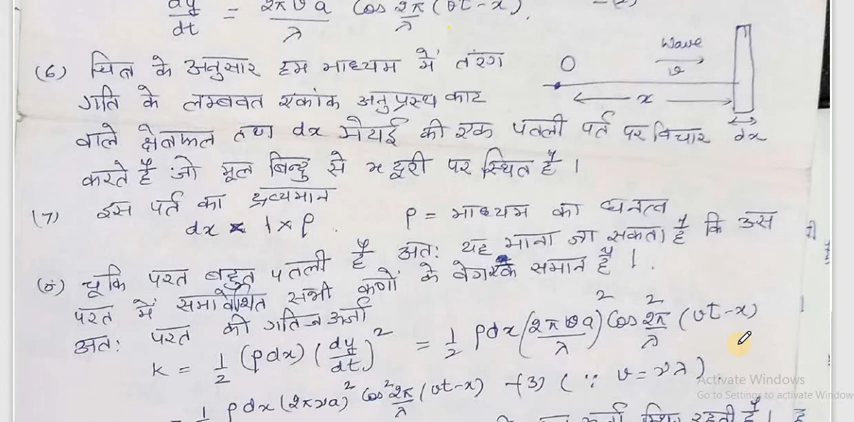 dy/dt = 2πυa/λ cos 2π/λ (υt-x).
Wave
υ
O
x
dx
(6) चित्र के अनुसार हम माध्यम में तरंग
गति के लम्बवत एकांक अनुप्रस्थ काट
वाले क्षेत्रफल तथा dx मोटाई की एक पतली पर्त पर विचार
करते है जो मूल बिन्दु से x दूरी पर स्थित है ।
(7) इस पर्त का द्रव्यमान
dx × 1 × ρ ρ = माध्यम का घनत्व
चूकि परत बहुत पतली है अतः यह माना जा सकता है कि उस
परत में समावेशित सभी कणों के वेग समान है ।
अतः परत की गतिज ऊर्जा
K = 1/2 (ρdx) (dy/dt)² = 1/2 ρdx (2πυa/λ)² cos² 2π/λ (υt-x)
= 1/2 ρdx (2πνa)² cos² 2π/λ (υt-x) -(3) (∵ υ=νλ)
ऊर्जा स्थिर रहती है ।
Activate Windows
Go to Settings to activate Window